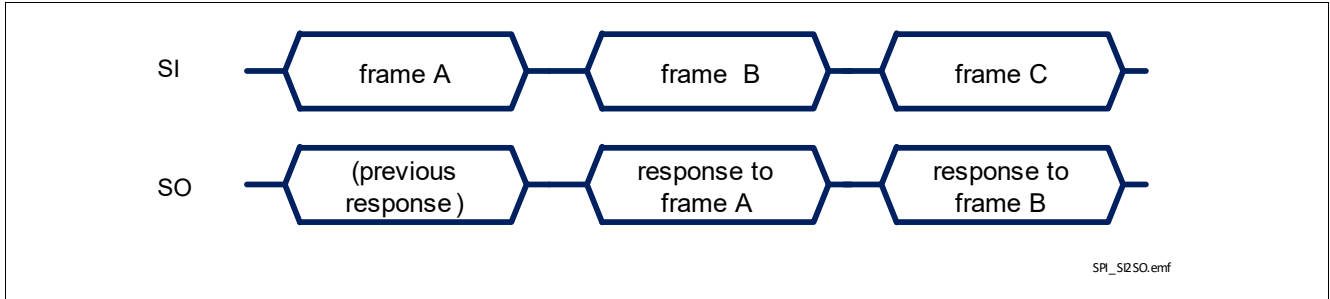 SI
frame A
frame B
frame C
SO
(previous
response)
response to
frame A
response to
frame B
SPI_SI2SO.emf